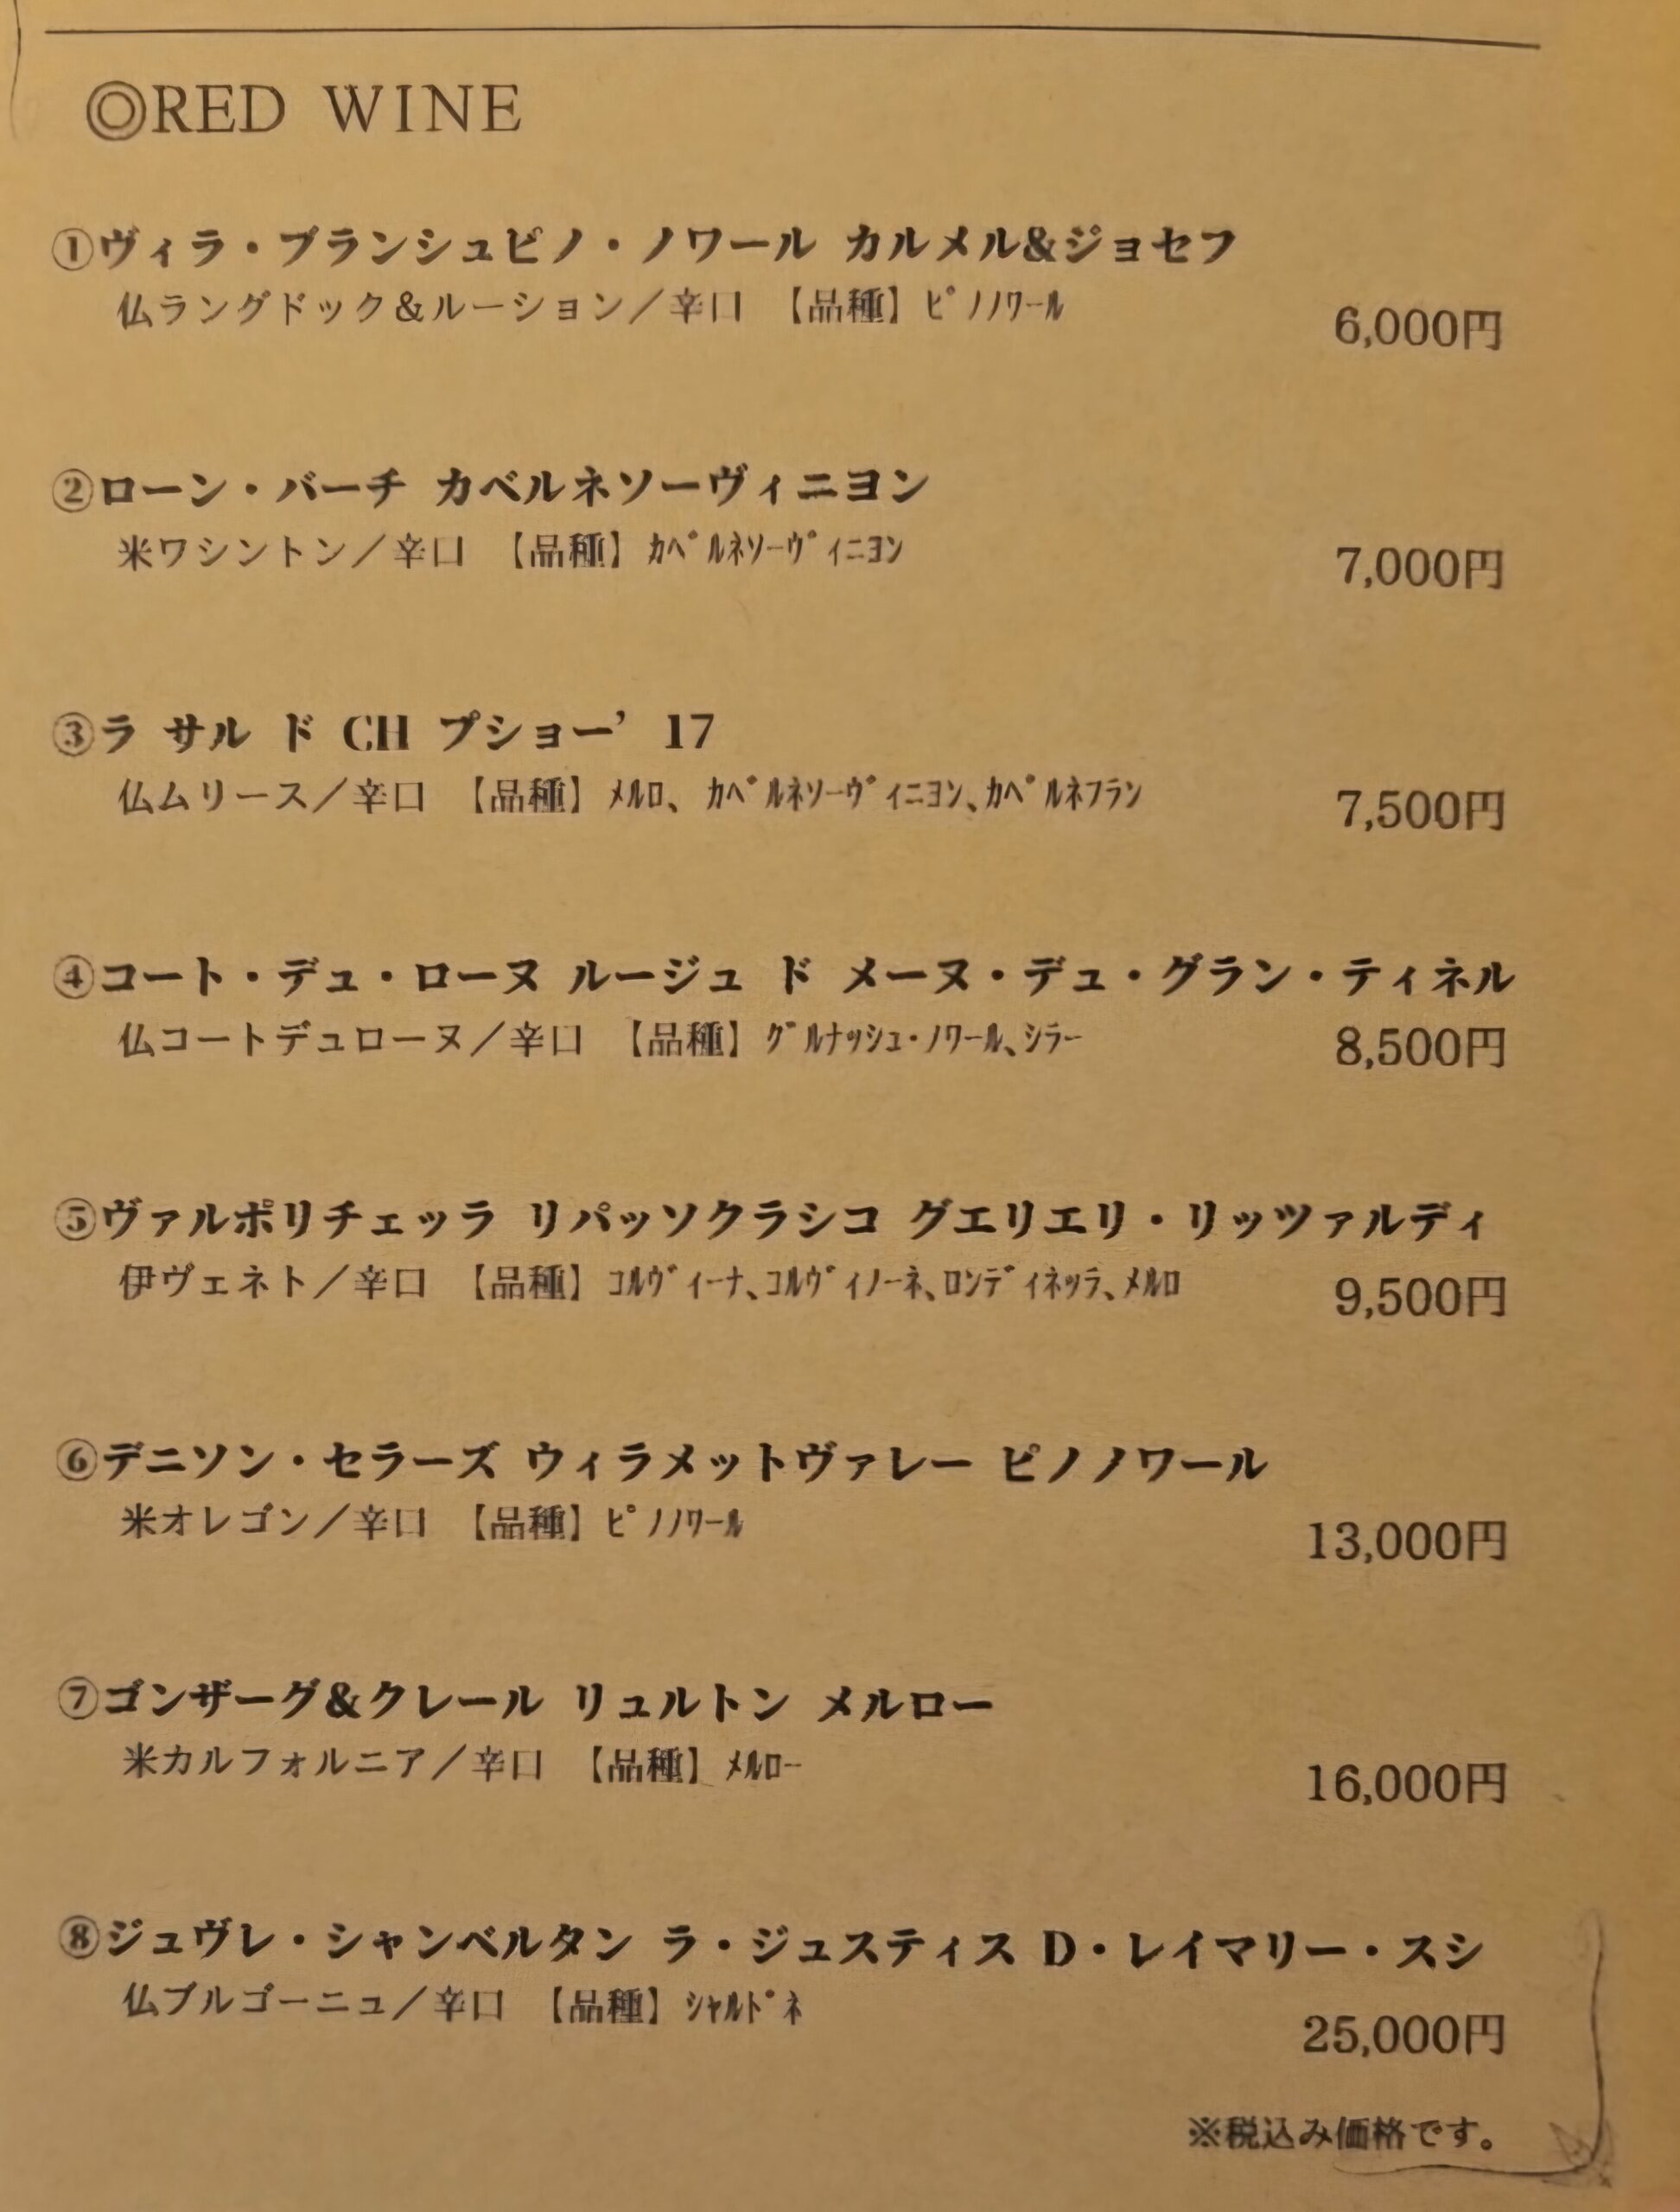 ◎RED WINE
①ヴィラ・ブランシュピノ・ノワール カルメル&ジョセフ
仏ラングドック&ルーション/辛口 【品種】ﾋﾟﾉﾉﾜｰﾙ
6,000円
②ローン・バーチ カベルネソーヴィニヨン
米ワシントン/辛口 【品種】ｶﾍﾞﾙﾈｿｰｳﾞｨﾆﾖﾝ
7,000円
③ラ サル ド CH プショー’17
仏ムリース/辛口 【品種】ﾒﾙﾛ、ｶﾍﾞﾙﾈｿｰｳﾞｨﾆﾖﾝ、ｶﾍﾞﾙﾈﾌﾗﾝ
7,500円
④コート・デュ・ローヌ ルージュ ド メーヌ・デュ・グラン・ティネル
仏コートデュローヌ/辛口 【品種】ｸﾞﾙﾅｯｼｭ・ﾉﾜｰﾙ、ｼﾗｰ
8,500円
⑤ヴァルポリチェッラ リパッソクラシコ グエリエリ・リッツァルディ
伊ヴェネト/辛口 【品種】ｺﾙｳﾞｨｰﾅ、ｺﾙｳﾞｨﾉｰﾈ、ﾛﾝﾃﾞｨﾈｯﾗ、ﾒﾙﾛ
9,500円
⑥デニソン・セラーズ ウィラメットヴァレー ピノノワール
米オレゴン/辛口 【品種】ﾋﾟﾉﾉﾜｰﾙ
13,000円
⑦ゴンザーグ&クレール リュルトン メルロー
米カルフォルニア/辛口 【品種】ﾒﾙﾛｰ
16,000円
⑧ジュヴレ・シャンベルタン ラ・ジュスティス D・レイマリー・スシ
仏ブルゴーニュ/辛口 【品種】ｼｬﾙﾄﾞﾈ
25,000円
※税込み価格です。